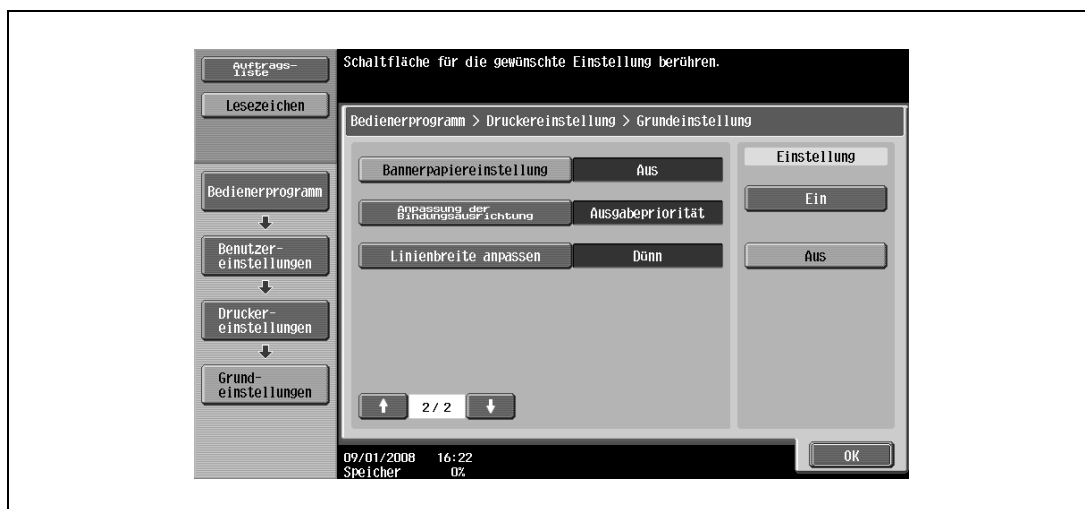 Auftrags-
liste
Schaltfläche für die gewünschte Einstellung berühren.
Lesezeichen
Bedienerprogramm > Druckereinstellung > Grundeinstellung
Bannerpapiereinstellung
Aus
Einstellung
Bedienerprogramm
Anpassung der
Bindungsausrichtung
Ausgabepriorität
Ein
Benutzer-
einstellungen
Linienbreite anpassen
Dünn
Aus
Drucker-
einstellungen
Grund-
einstellungen
2/2
09/01/2008 16:22
Speicher 0%
OK